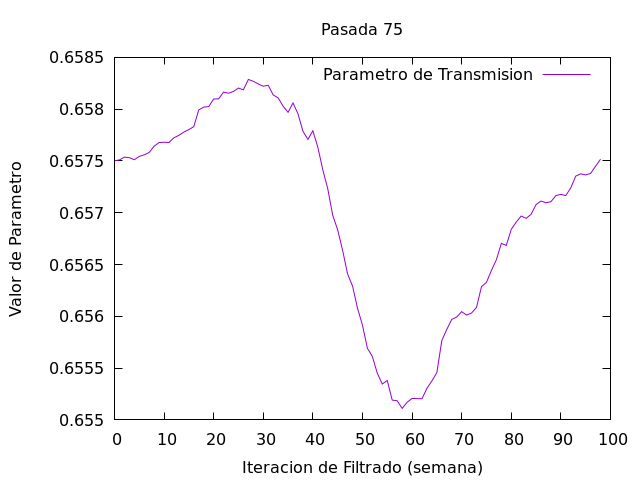 Pasada 75
Parametro de Transmision
Valor de Parametro
0.6585
0.658
0.6575
0.657
0.6565
0.656
0.6555
0.655
0 10 20 30 40 50 60 70 80 90 100
Iteracion de Filtrado (semana)